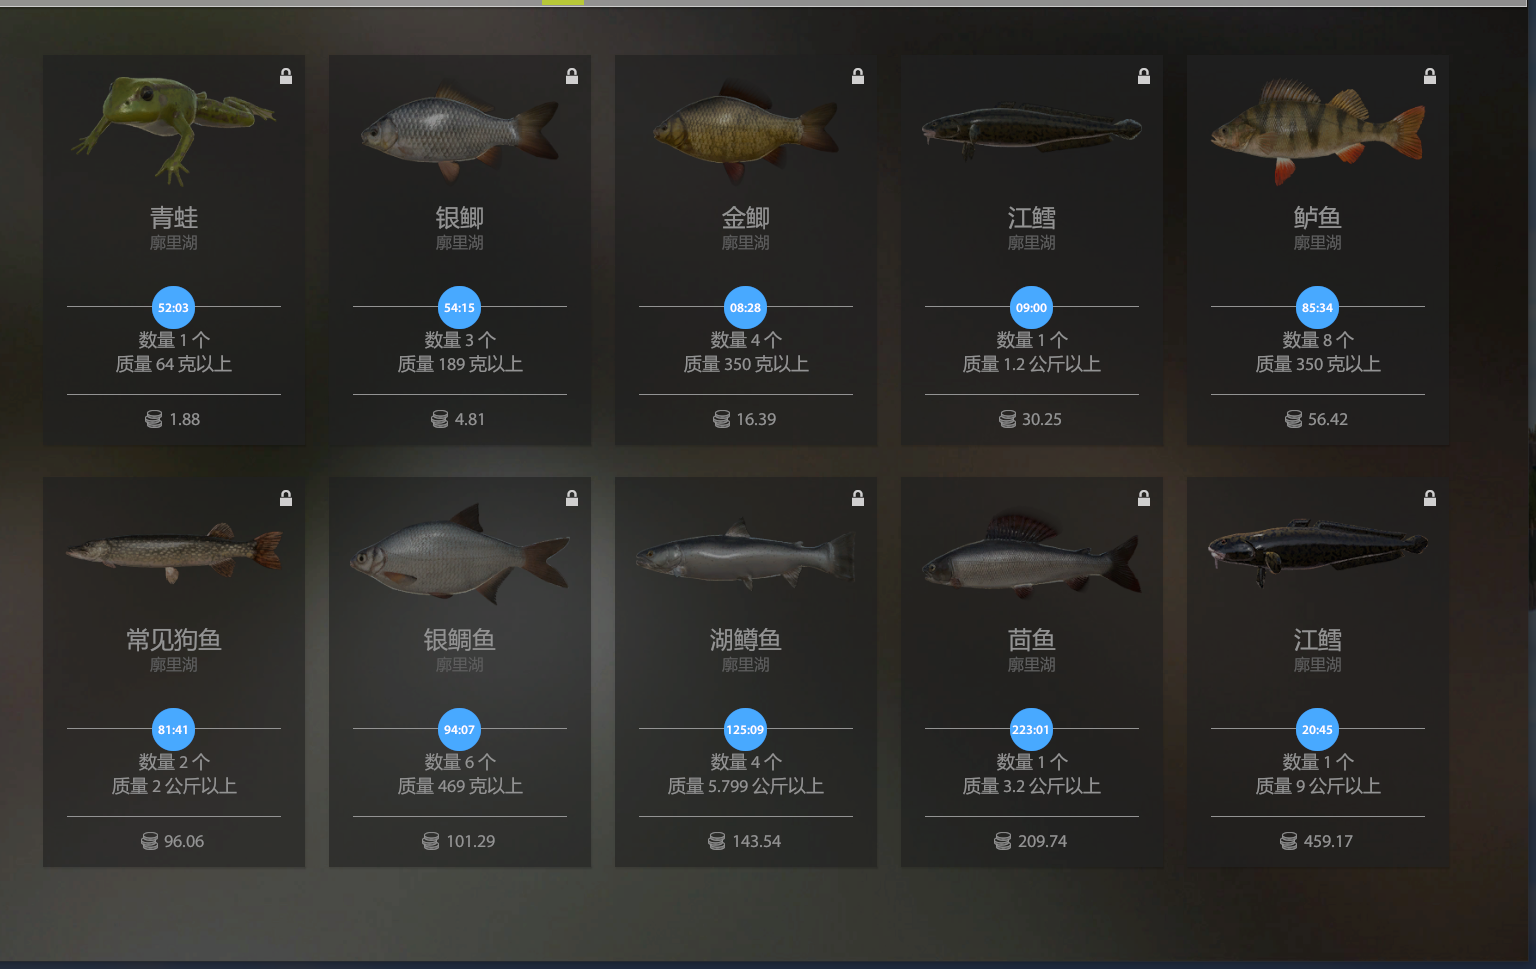 青蛙
廓里湖
52:03
数量 1 个
质量 64 克以上
1.88
银鲫
廓里湖
54:15
数量 3 个
质量 189 克以上
4.81
金鲫
廓里湖
08:28
数量 4 个
质量 350 克以上
16.39
江鳕
廓里湖
09:00
数量 1 个
质量 1.2 公斤以上
30.25
鲈鱼
廓里湖
85:34
数量 8 个
质量 350 克以上
56.42
常见狗鱼
廓里湖
81:41
数量 2 个
质量 2 公斤以上
96.06
银鲷鱼
廓里湖
94:07
数量 6 个
质量 469 克以上
101.29
湖鳟鱼
廓里湖
125:09
数量 4 个
质量 5.799 公斤以上
143.54
茴鱼
廓里湖
223:01
数量 1 个
质量 3.2 公斤以上
209.74
江鳕
廓里湖
20:45
数量 1 个
质量 9 公斤以上
459.17